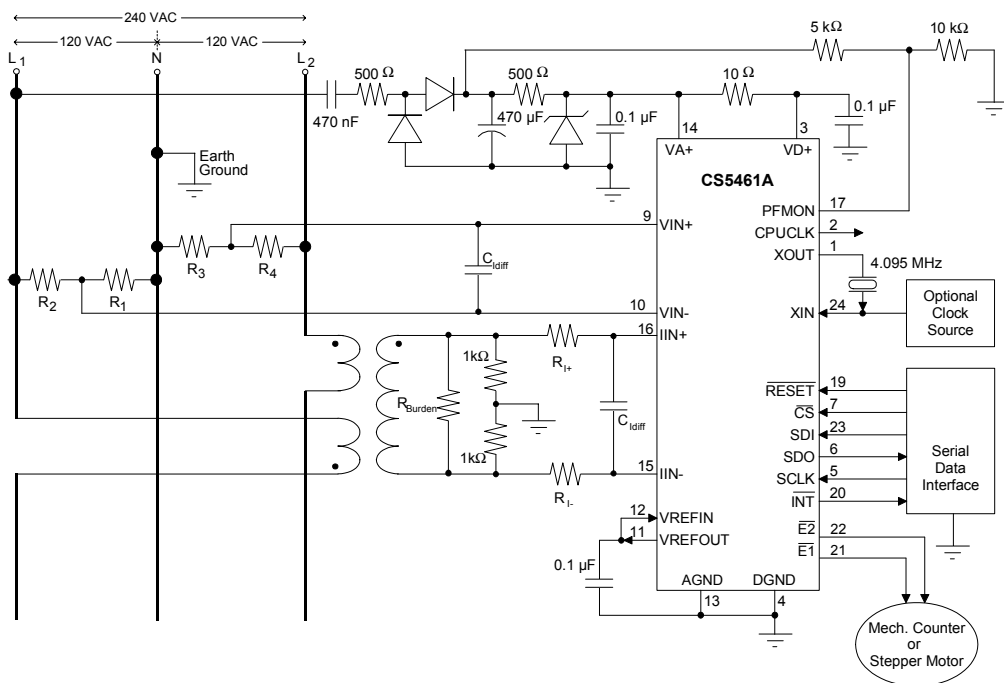 240 VAC
120 VAC
120 VAC
L1
N
L2
5 kΩ
10 kΩ
500 Ω
500 Ω
10 Ω
470 nF
470 µF
0.1 µF
0.1 µF
14
3
VA+
VD+
Earth
Ground
CS5461A
PFMON
17
CPUCLK
2
XOUT
1
4.095 MHz
XIN
24
Optional
Clock
Source
9
VIN+
R3
R4
CIdiff
R2
R1
10
VIN-
16
IIN+
RI+
1kΩ
RBurden
CIdiff
1kΩ
15
IIN-
RI-
RESET
19
CS
7
SDI
23
SDO
6
SCLK
5
INT
20
Serial
Data
Interface
12
VREFIN
11
VREFOUT
E2
22
E1
21
0.1 µF
AGND
DGND
13
4
Mech. Counter
or
Stepper Motor